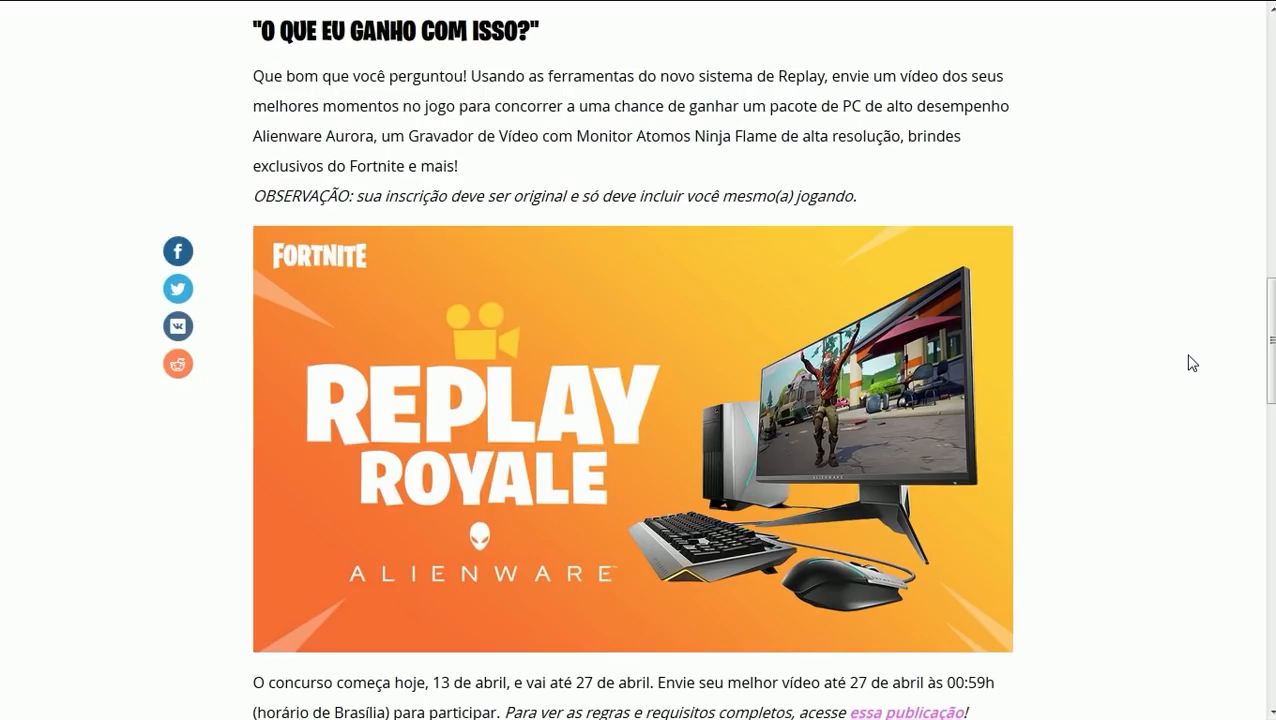 "O QUE EU GANHO COM ISSO?"
Que bom que você perguntou! Usando as ferramentas do novo sistema de Replay, envie um vídeo dos seus
melhores momentos no jogo para concorrer a uma chance de ganhar um pacote de PC de alto desempenho
Alienware Aurora, um Gravador de Vídeo com Monitor Atomos Ninja Flame de alta resolução, brindes
exclusivos do Fortnite e mais!
OBSERVAÇÃO: sua inscrição deve ser original e só deve incluir você mesmo(a) jogando.
FORTNITE
REPLAY
ROYALE
ALIENWARE™
ALIENWARE
O concurso começa hoje, 13 de abril, e vai até 27 de abril. Envie seu melhor vídeo até 27 de abril às 00:59h
(horário de Brasília) para participar. Para ver as regras e requisitos completos, acesse essa publicação!